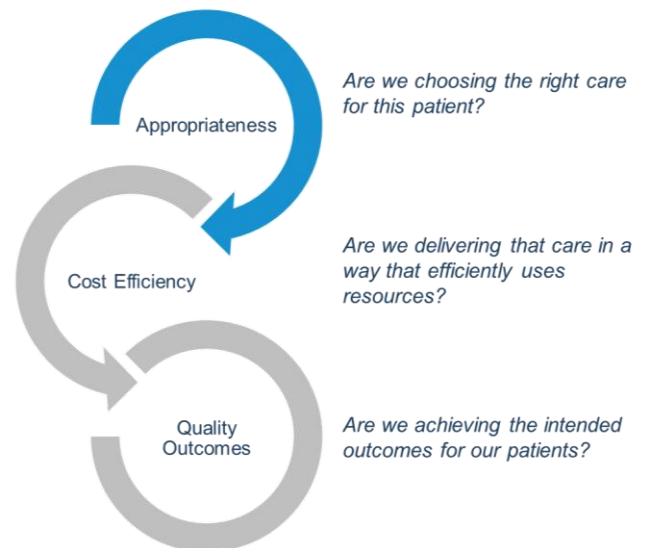 Appropriateness
Are we choosing the right care
for this patient?
Cost Efficiency
Are we delivering that care in a
way that efficiently uses
resources?
Quality
Outcomes
Are we achieving the intended
outcomes for our patients?